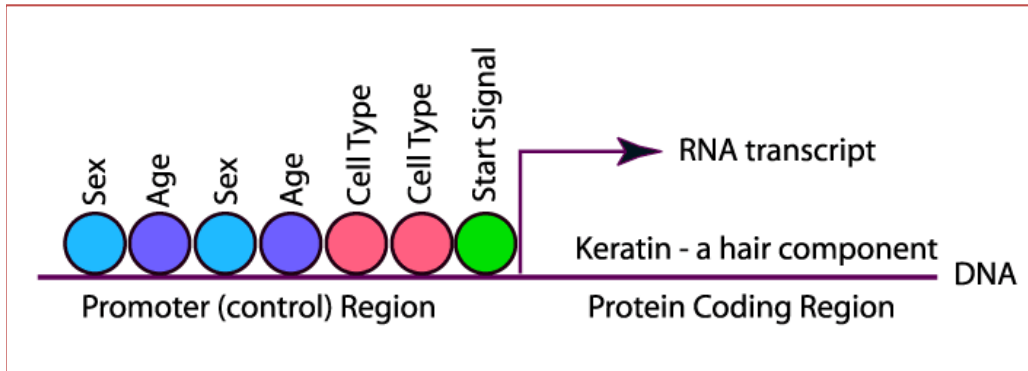 Sex
Age
Sex
Age
Cell Type
Cell Type
Start Signal
RNA transcript
Keratin - a hair component
DNA
Promoter (control) Region
Protein Coding Region